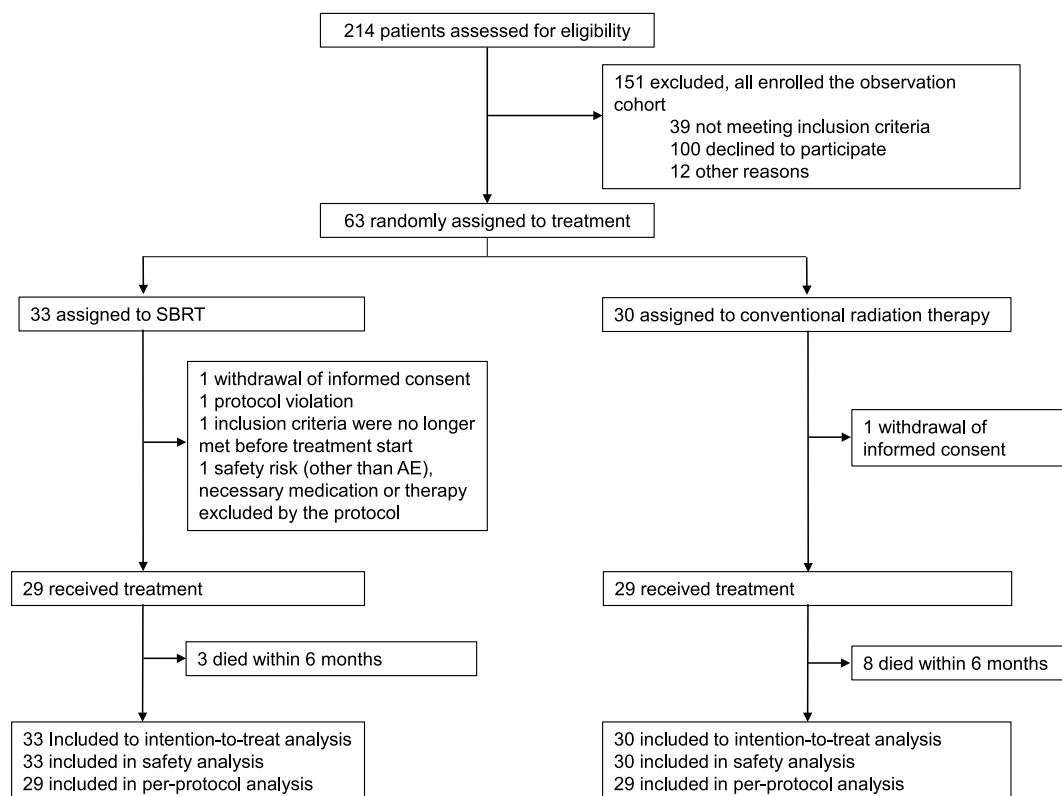 214 patients assessed for eligibility
151 excluded, all enrolled the observation
cohort
39 not meeting inclusion criteria
100 declined to participate
12 other reasons
63 randomly assigned to treatment
33 assigned to SBRT
30 assigned to conventional radiation therapy
1 withdrawal of informed consent
1 protocol violation
1 inclusion criteria were no longer
met before treatment start
1 safety risk (other than AE),
necessary medication or therapy
excluded by the protocol
1 withdrawal of
informed consent
29 received treatment
29 received treatment
3 died within 6 months
8 died within 6 months
33 Included to intention-to-treat analysis
33 included in safety analysis
29 included in per-protocol analysis
30 included to intention-to-treat analysis
30 included in safety analysis
29 included in per-protocol analysis